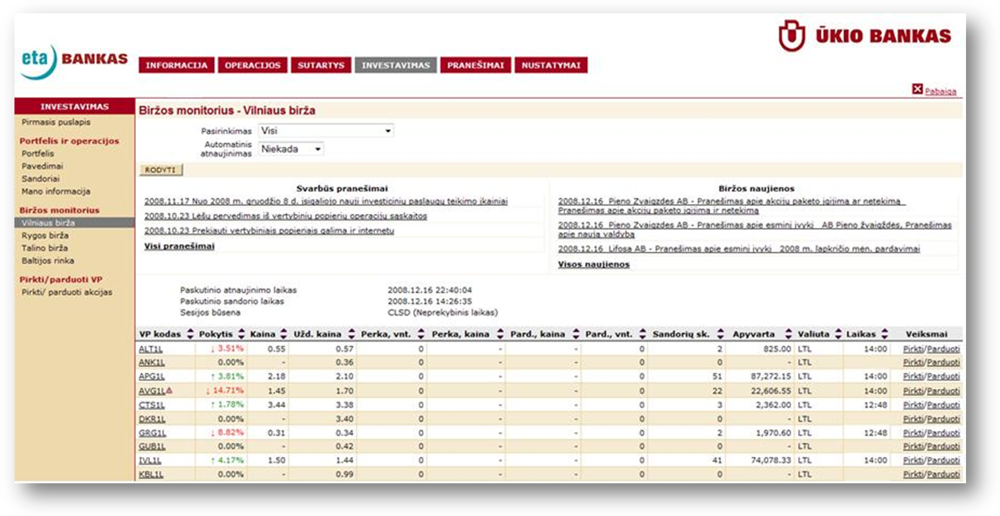 ŪKIO BANKAS
eta BANKAS
INFORMACIJA OPERACIJOS SUTARTYS INVESTAVIMAS PRANEŠIMAI NUSTATYMAI
Pabaiga
INVESTAVIMAS
Pirmasis puslapis
Portfelis ir operacijos
Portfelis
Pavedimai
Sandoriai
Mano informacija
Biržos monitorius
Vilniaus birža
Rygos birža
Talino birža
Baltijos rinka
Pirkti/parduoti VP
Pirkti/ parduoti akcijas
Biržos monitorius - Vilniaus birža
Pasirinkimas Visi
Automatinis
atnaujinimas Niekada
RODYTI
Svarbūs pranešimai
2008.11.17 Nuo 2008 m. gruodžio 8 d. įsigaliojo nauji investicinių paslaugų teikimo įkainiai
2008.10.23 Lėšų pervedimas iš vertybinių popierių operacijų sąskaitos
2008.10.23 Prekiauti vertybiniais popieriais galima ir internetu
Visi pranešimai
Biržos naujienos
2008.12.16 Pieno Zvaigzdes AB - Pranešimas apie akcijų paketo įgijimą ar netekimą
Pranešimas apie akcijų paketo įgijimą ir netekimą
2008.12.16 Pieno Zvaigzdes AB - Pranešimas apie esminį įvykį AB Pieno žvaigždės, Pranešimas
apie naują valdybą
2008.12.16 Lifosa AB - Pranešimas apie esminį įvykį 2008 m. lapkričio mėn. pardavimai
Visos naujienos
Paskutinio atnaujinimo laikas 2008.12.16 22:40:04
Paskutinio sandorio laikas 2008.12.16 14:26:35
Sesijos būsena CLSD (Neprekybinis laikas)
VP kodas Pokytis Kaina Užd. kaina Perka, vnt. Perka, kaina Pard., kaina Pard., vnt. Sandorių sk. Apyvarta Valiuta Laikas Veiksmai
ALT1L ↓ 3.51% 0.55 0.57 0 - - 0 2 825.00 LTL 14:00 Pirkti/Parduoti
ANK1L 0.00% - 0.36 0 - - 0 0 - LTL Pirkti/Parduoti
APG1L ↑ 3.81% 2.18 2.10 0 - - 0 51 87,272.15 LTL 14:00 Pirkti/Parduoti
AVG1L ↓ 14.71% 1.45 1.70 0 - - 0 22 22,606.55 LTL 14:00 Pirkti/Parduoti
CTS1L ↑ 1.78% 3.44 3.38 0 - - 0 3 2,362.00 LTL 12:48 Pirkti/Parduoti
DKR1L 0.00% - 3.40 0 - - 0 0 - LTL Pirkti/Parduoti
GRG1L ↓ 8.82% 0.31 0.34 0 - - 0 2 1,970.60 LTL 12:48 Pirkti/Parduoti
GUB1L 0.00% - 0.42 0 - - 0 0 - LTL Pirkti/Parduoti
IVL1L ↑ 4.17% 1.50 1.44 0 - - 0 41 74,078.33 LTL 14:00 Pirkti/Parduoti
KBL1L 0.00% - 0.99 0 - - 0 0 - LTL Pirkti/Parduoti